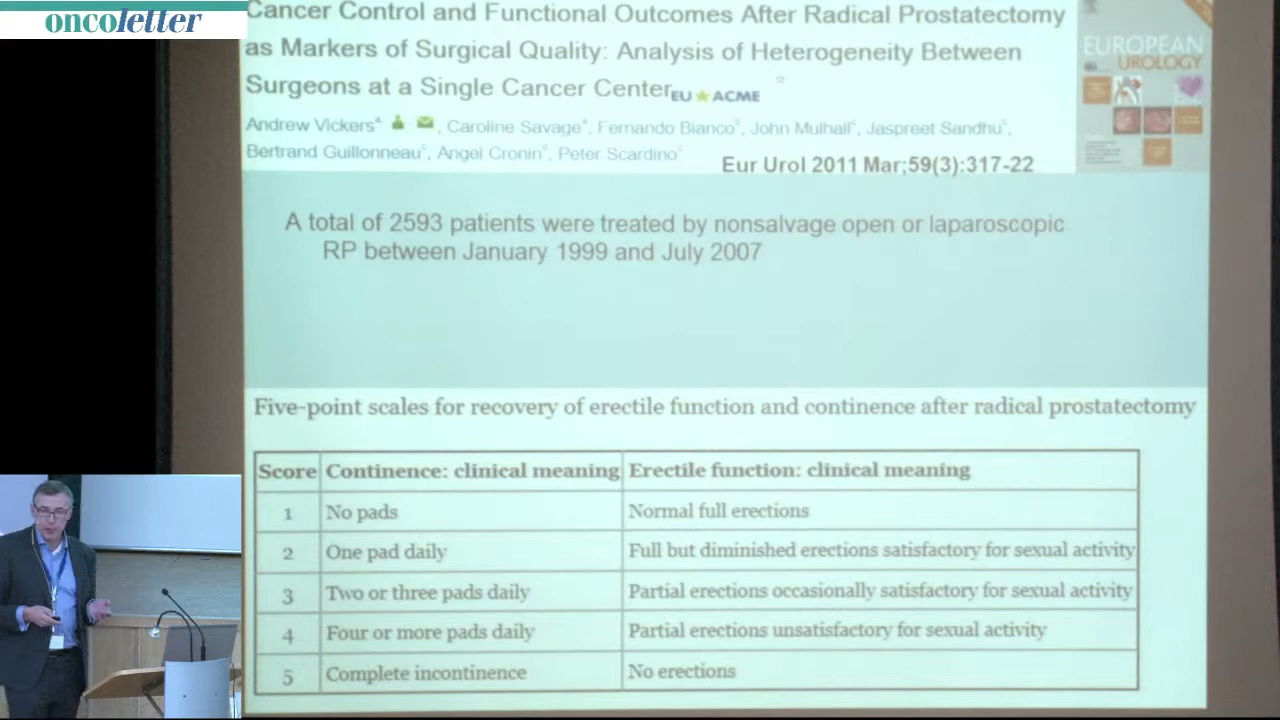 oncoletter
Cancer Control and Functional Outcomes After Radical Prostatectomy
as Markers of Surgical Quality: Analysis of Heterogeneity Between
Surgeons at a Single Cancer Center
EU ★ ACME
EUROPEAN
UROLOGY
Andrew Vickers, Caroline Savage, Fernando Bianco, John Mulhall, Jaspreet Sandhu,
Bertrand Guillonneau, Angel Cronin, Peter Scardino
Eur Urol 2011 Mar;59(3):317-22
A total of 2593 patients were treated by nonsalvage open or laparoscopic
RP between January 1999 and July 2007
Five-point scales for recovery of erectile function and continence after radical prostatectomy
Score Continence: clinical meaning Erectile function: clinical meaning
1 No pads Normal full erections
2 One pad daily Full but diminished erections satisfactory for sexual activity
3 Two or three pads daily Partial erections occasionally satisfactory for sexual activity
4 Four or more pads daily Partial erections unsatisfactory for sexual activity
5 Complete incontinence No erections